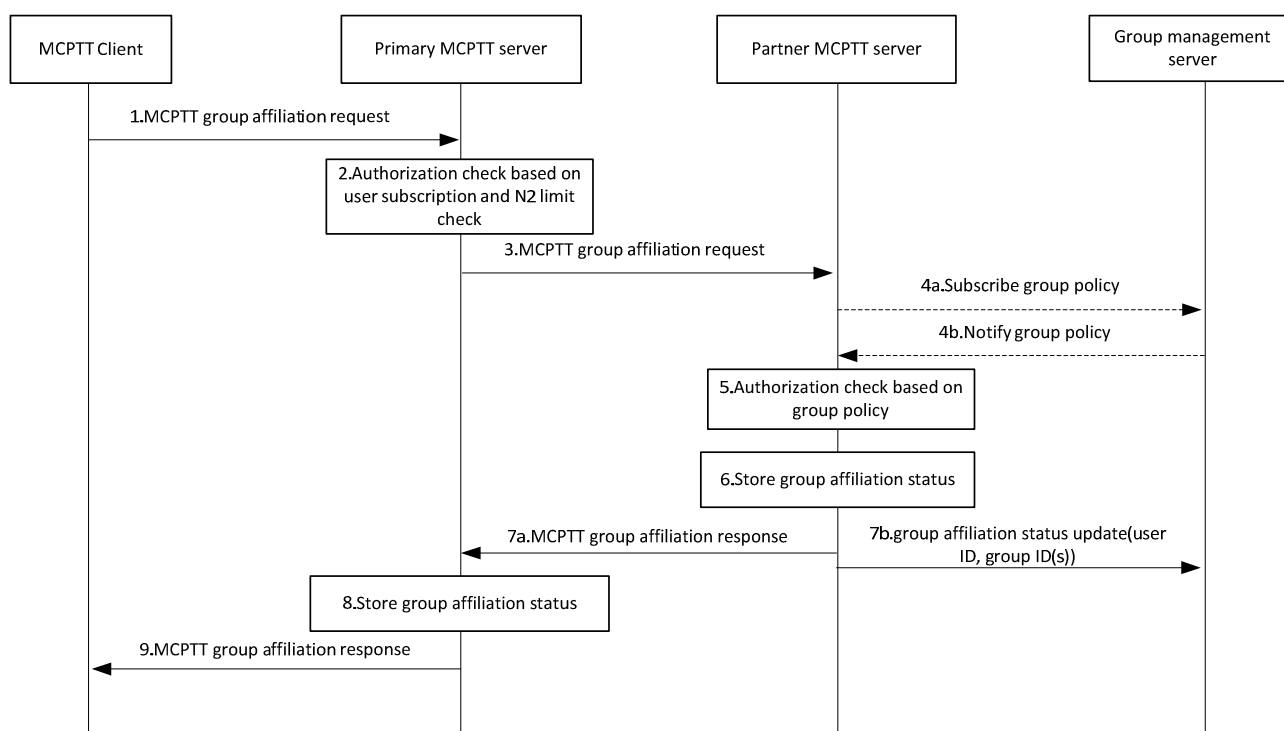 MCPTT Client
Primary MCPTT server
Partner MCPTT server
Group management
server
1.MCPTT group affiliation request
2.Authorization check based on
user subscription and N2 limit
check
3.MCPTT group affiliation request
4a.Subscribe group policy
4b.Notify group policy
5.Authorization check based on
group policy
6.Store group affiliation status
7a.MCPTT group affiliation response
7b.group affiliation status update(user
ID, group ID(s))
8.Store group affiliation status
9.MCPTT group affiliation response